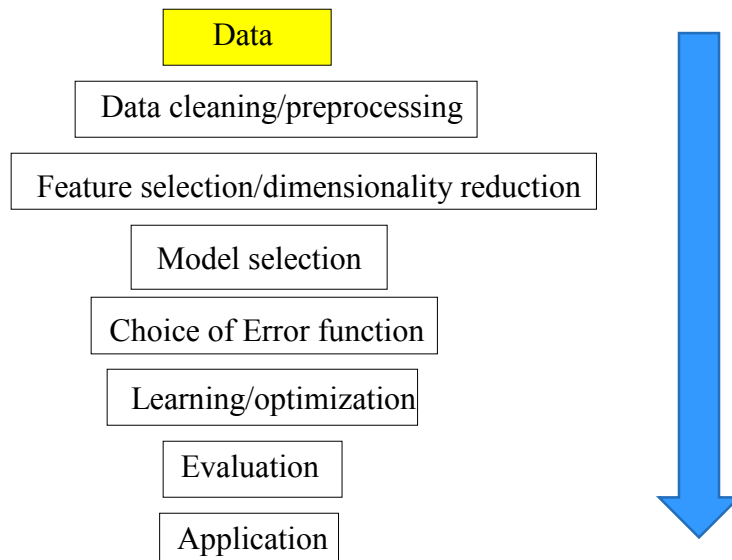 Data
Data cleaning/preprocessing
Feature selection/dimensionality reduction
Model selection
Choice of Error function
Learning/optimization
Evaluation
Application